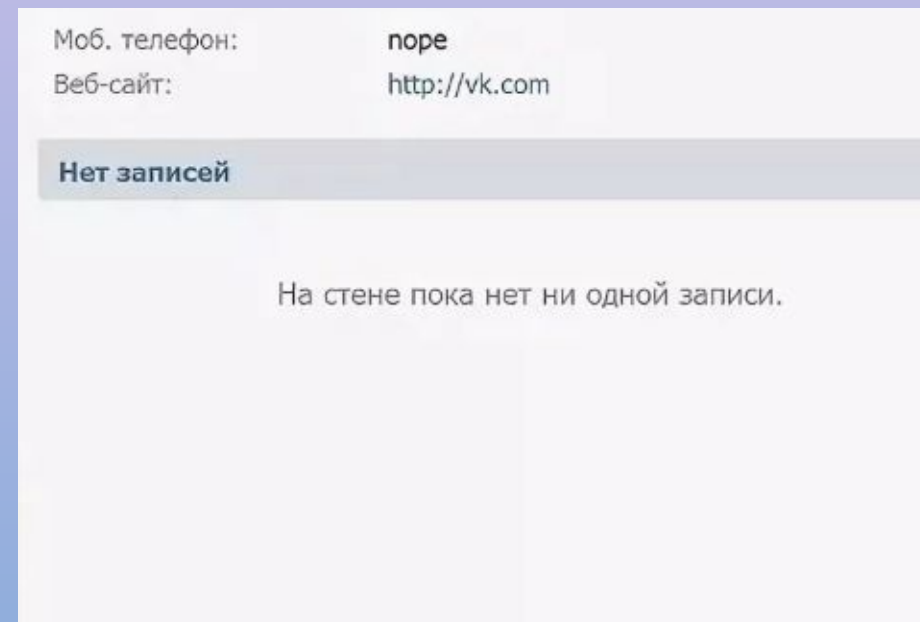 Моб. телефон: nope
Веб-сайт: http://vk.com
Нет записей
На стене пока нет ни одной записи.